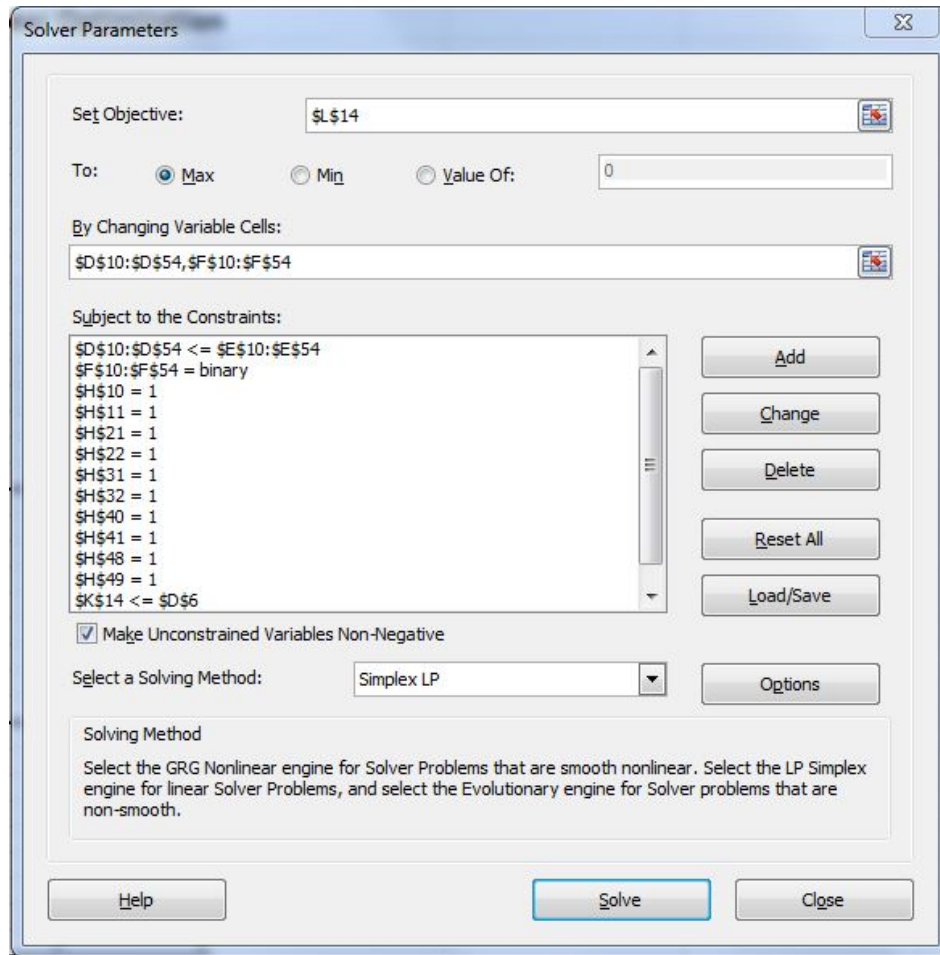 Solver Parameters
Set Objective:
$L$14
To:
Max
Min
Value Of:
0
By Changing Variable Cells:
$D$10:$D$54,$F$10:$F$54
Subject to the Constraints:
$D$10:$D$54 <= $E$10:$E$54
$F$10:$F$54 = binary
$H$10 = 1
$H$11 = 1
$H$21 = 1
$H$22 = 1
$H$31 = 1
$H$32 = 1
$H$40 = 1
$H$41 = 1
$H$48 = 1
$H$49 = 1
$K$14 <= $D$6
Add
Change
Delete
Reset All
Load/Save
Make Unconstrained Variables Non-Negative
Select a Solving Method:
Simplex LP
Options
Solving Method
Select the GRG Nonlinear engine for Solver Problems that are smooth nonlinear. Select the LP Simplex
engine for linear Solver Problems, and select the Evolutionary engine for Solver problems that are
non-smooth.
Help
Solve
Close